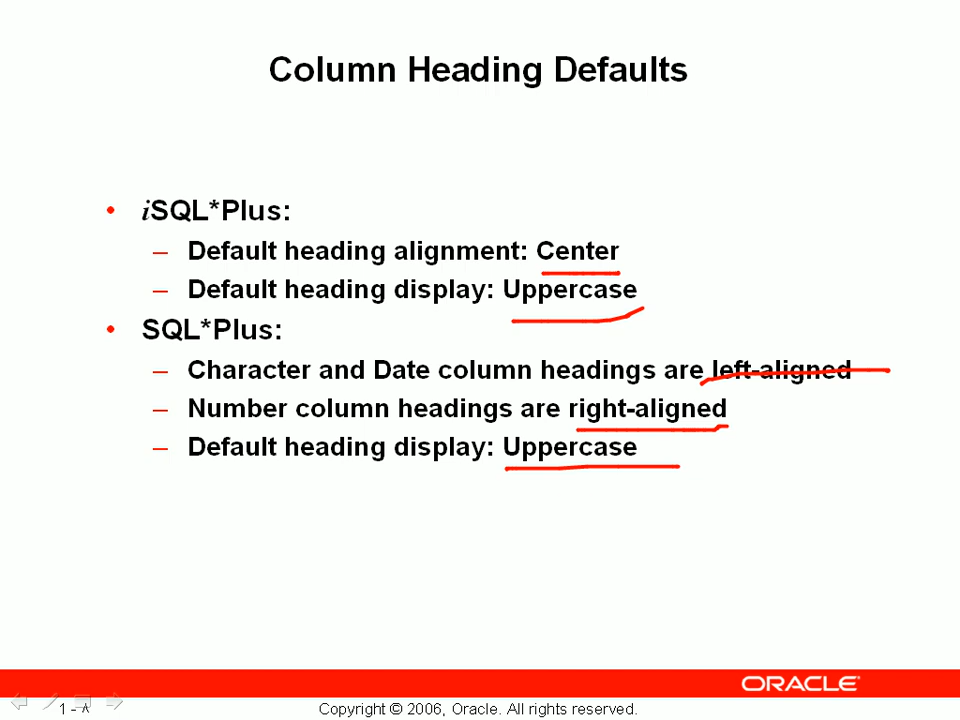 Column Heading Defaults
• iSQL*Plus:
– Default heading alignment: Center
– Default heading display: Uppercase
• SQL*Plus:
– Character and Date column headings are left-aligned
– Number column headings are right-aligned
– Default heading display: Uppercase
ORACLE®
1 - ٨
Copyright © 2006, Oracle. All rights reserved.